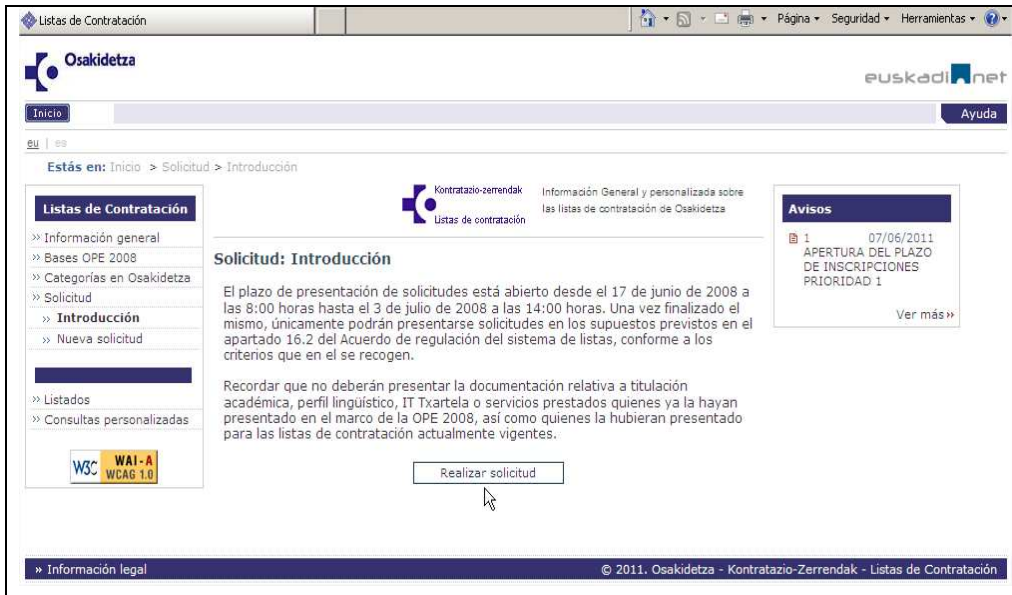 Listas de Contratación
Página
Seguridad
Herramientas
Osakidetza
euskadi net
Inicio
Ayuda
eu | es
Estás en: Inicio > Solicitud > Introducción
Listas de Contratación
» Información general
» Bases OPE 2008
» Categorías en Osakidetza
» Solicitud
» Introducción
» Nueva solicitud
» Listados
» Consultas personalizadas
W3C WAI-A
WCAG 1.0
Kontratazio-zerrendak
Listas de contratación
Información General y personalizada sobre
las listas de contratación de Osakidetza
Solicitud: Introducción
El plazo de presentación de solicitudes está abierto desde el 17 de junio de 2008 a
las 8:00 horas hasta el 3 de julio de 2008 a las 14:00 horas. Una vez finalizado el
mismo, únicamente podrán presentarse solicitudes en los supuestos previstos en el
apartado 16.2 del Acuerdo de regulación del sistema de listas, conforme a los
criterios que en el se recogen.
Recordar que no deberán presentar la documentación relativa a titulación
académica, perfil lingüístico, IT Txartela o servicios prestados quienes ya la hayan
presentado en el marco de la OPE 2008, así como quienes la hubieran presentado
para las listas de contratación actualmente vigentes.
Realizar solicitud
Avisos
1 07/06/2011
APERTURA DEL PLAZO
DE INSCRIPCIONES
PRIORIDAD 1
Ver más »
» Información legal
© 2011. Osakidetza - Kontratazio-Zerrendak - Listas de Contratación